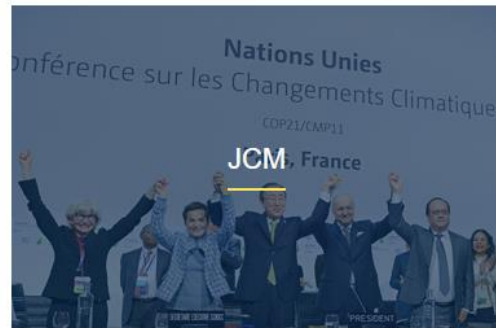 Nations Unies
onférence sur les Changements Climatique
COP21/CMP11
JCM
France
PRESIDENT